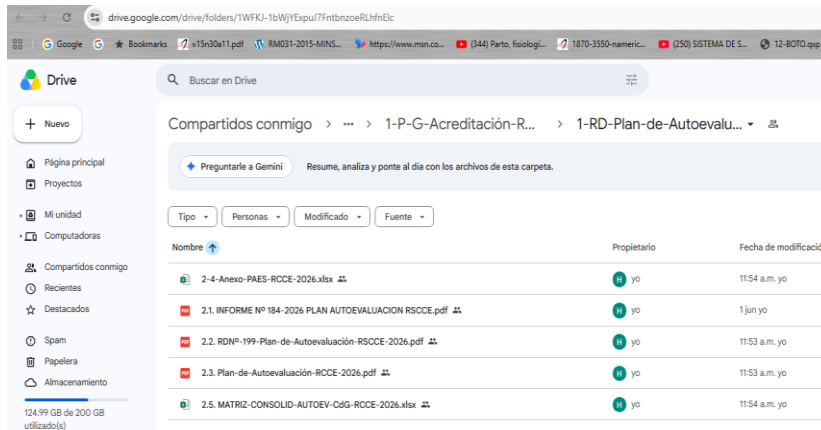 drive.google.com/drive/folders/1WFKJ-1bWjYExpuJ7FntbnzoeRLhfnElc
Google Bookmarks v15n30a11.pdf RM031-2015-MINS... https://www.msn.co... (344) Parto, fisiologí... 1870-3550-nameric... (250) SISTEMA DE S... 12-BOTO.qxp
Drive
Buscar en Drive
Nuevo
Compartidos conmigo > ... > 1-P-G-Acreditación-R... > 1-RD-Plan-de-Autoevalu...
Preguntarle a Gemini Resume, analiza y ponte al día con los archivos de esta carpeta.
Página principal
Proyectos
Mi unidad
Computadoras
Compartidos conmigo
Recientes
Destacados
Spam
Papelera
Almacenamiento
124.99 GB de 200 GB
utilizado(s)
Tipo Personas Modificado Fuente
Nombre Propietario Fecha de modificació
2-4-Anexo-PAES-RCCE-2026.xlsx H yo 11:54 a.m. yo
PDF 2.1. INFORME Nº 184-2026 PLAN AUTOEVALUACION RSCCE.pdf H yo 1 jun yo
PDF 2.2. RDNº-199-Plan-de-Autoevaluación-RSCCE-2026.pdf H yo 11:53 a.m. yo
PDF 2.3. Plan-de-Autoevaluación-RCCE-2026.pdf H yo 11:53 a.m. yo
2.5. MATRIZ-CONSOLID-AUTOEV-CdG-RCCE-2026.xlsx H yo 11:54 a.m. yo